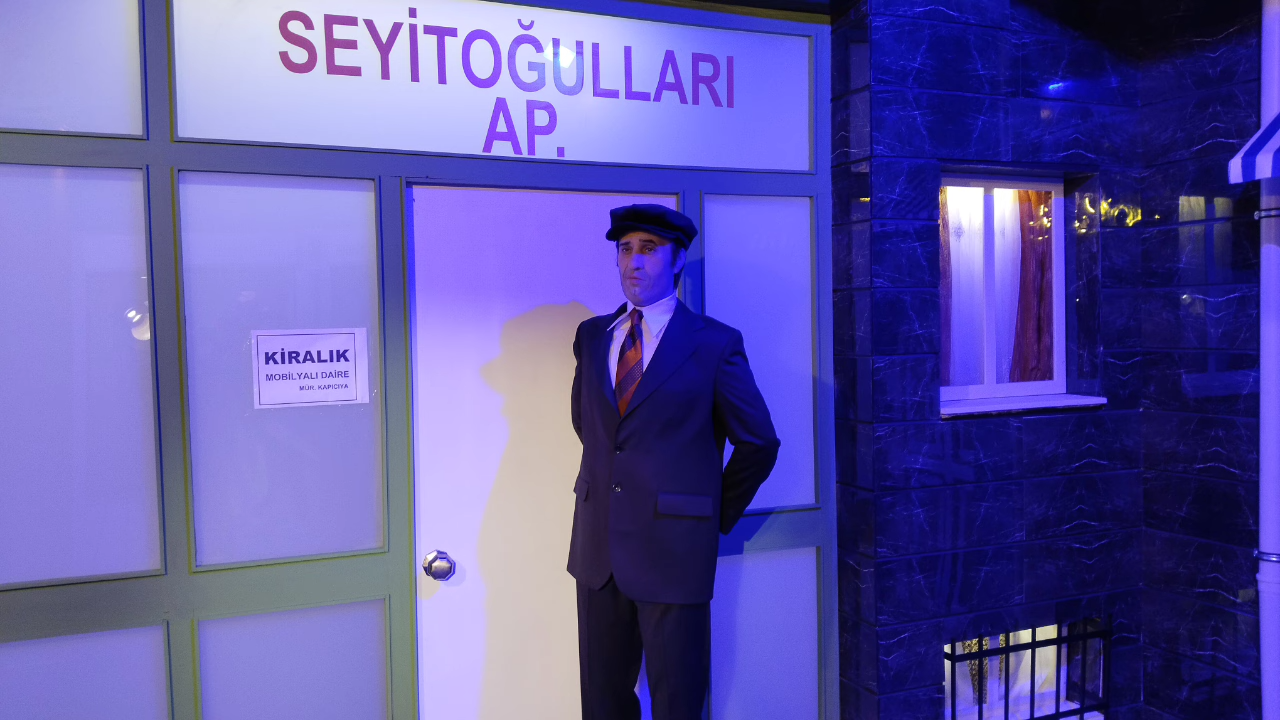 SEYİTOĞULLARI
AP.
KİRALIK
MOBİLYALI DAİRE
MÜR. KAPICIYA